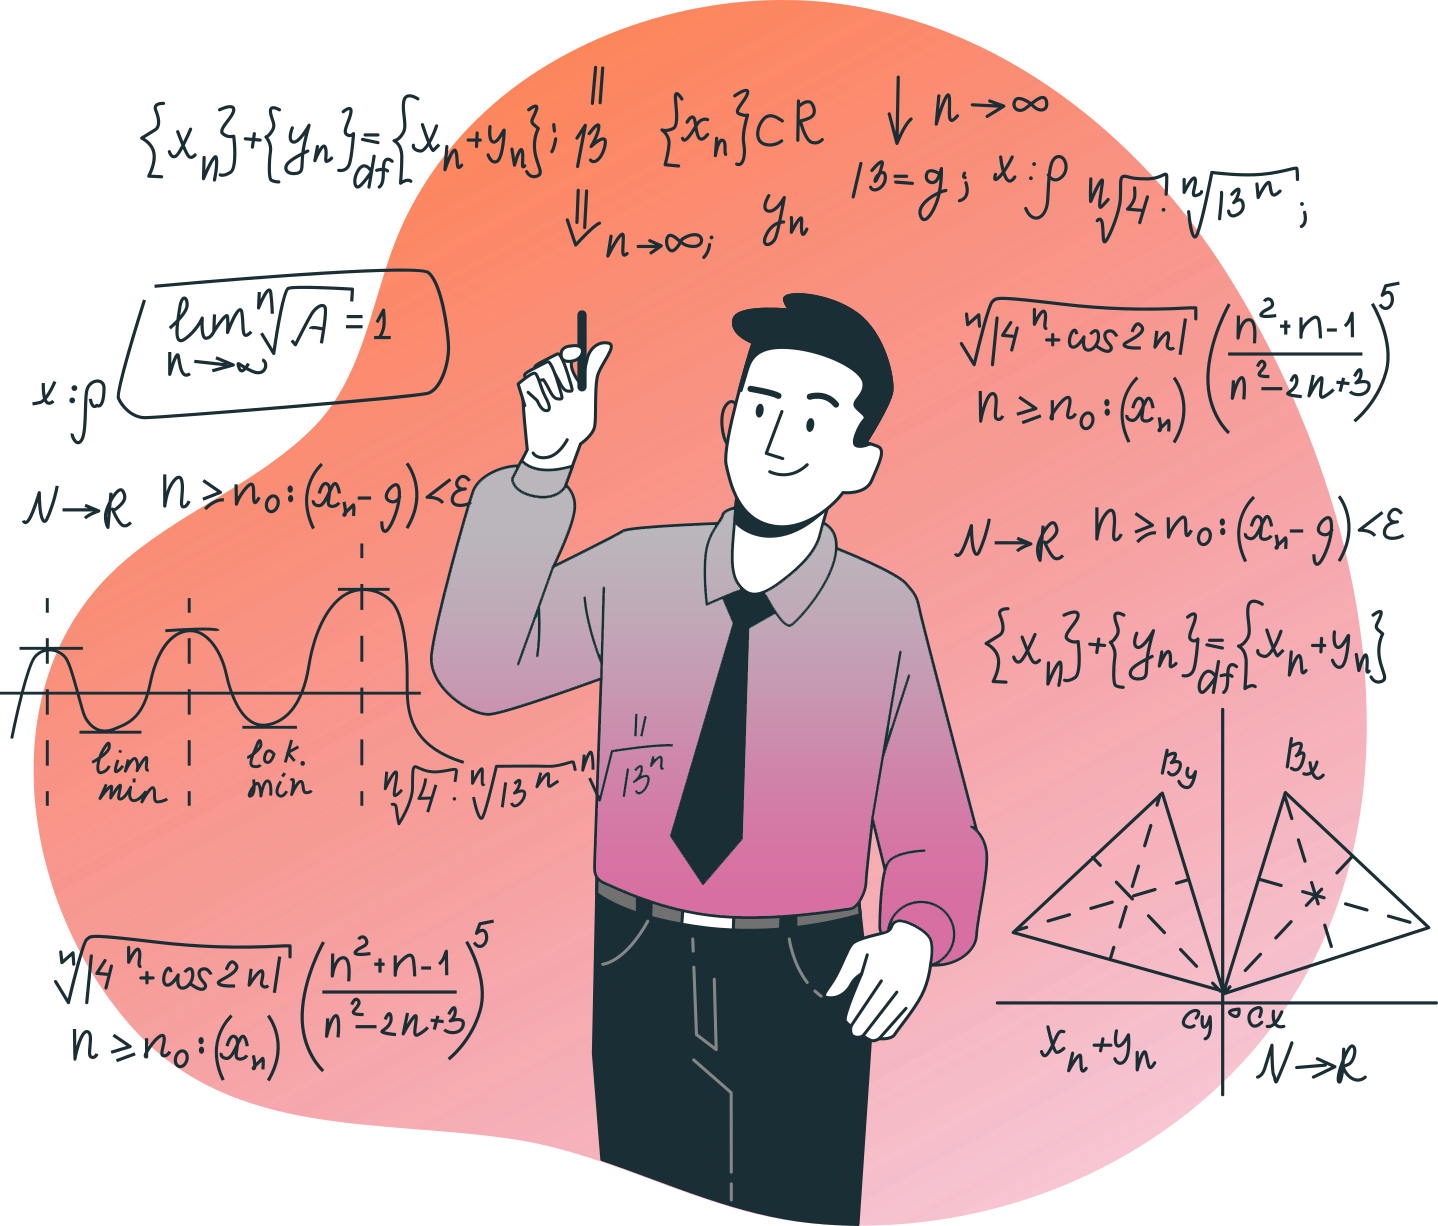 {xₙ}+{yₙ}=df{xₙ+yₙ}; 13 {xₙ}⊂R
n→∞
n→∞; yₙ
13=g; x:ρ ⁿ√4: ⁿ√13ⁿ;
lim ⁿ√A=1
n→∞
x:ρ
ⁿ√|4ⁿ+cos2n| ((n²+n-1)/(n²-2n+3))⁵
n≥n₀:(xₙ)
N→R n≥n₀:(xₙ-g)<ε
N→R n≥n₀:(xₙ-g)<ε
{xₙ}+{yₙ}=df{xₙ+yₙ}
lim min
lok. min
ⁿ√4: ⁿ√13ⁿ ⁿ√13ⁿ
By Bx
Cy Cx
xₙ+yₙ N→R
ⁿ√|4ⁿ+cos2n| ((n²+n-1)/(n²-2n+3))⁵
n≥n₀:(xₙ)